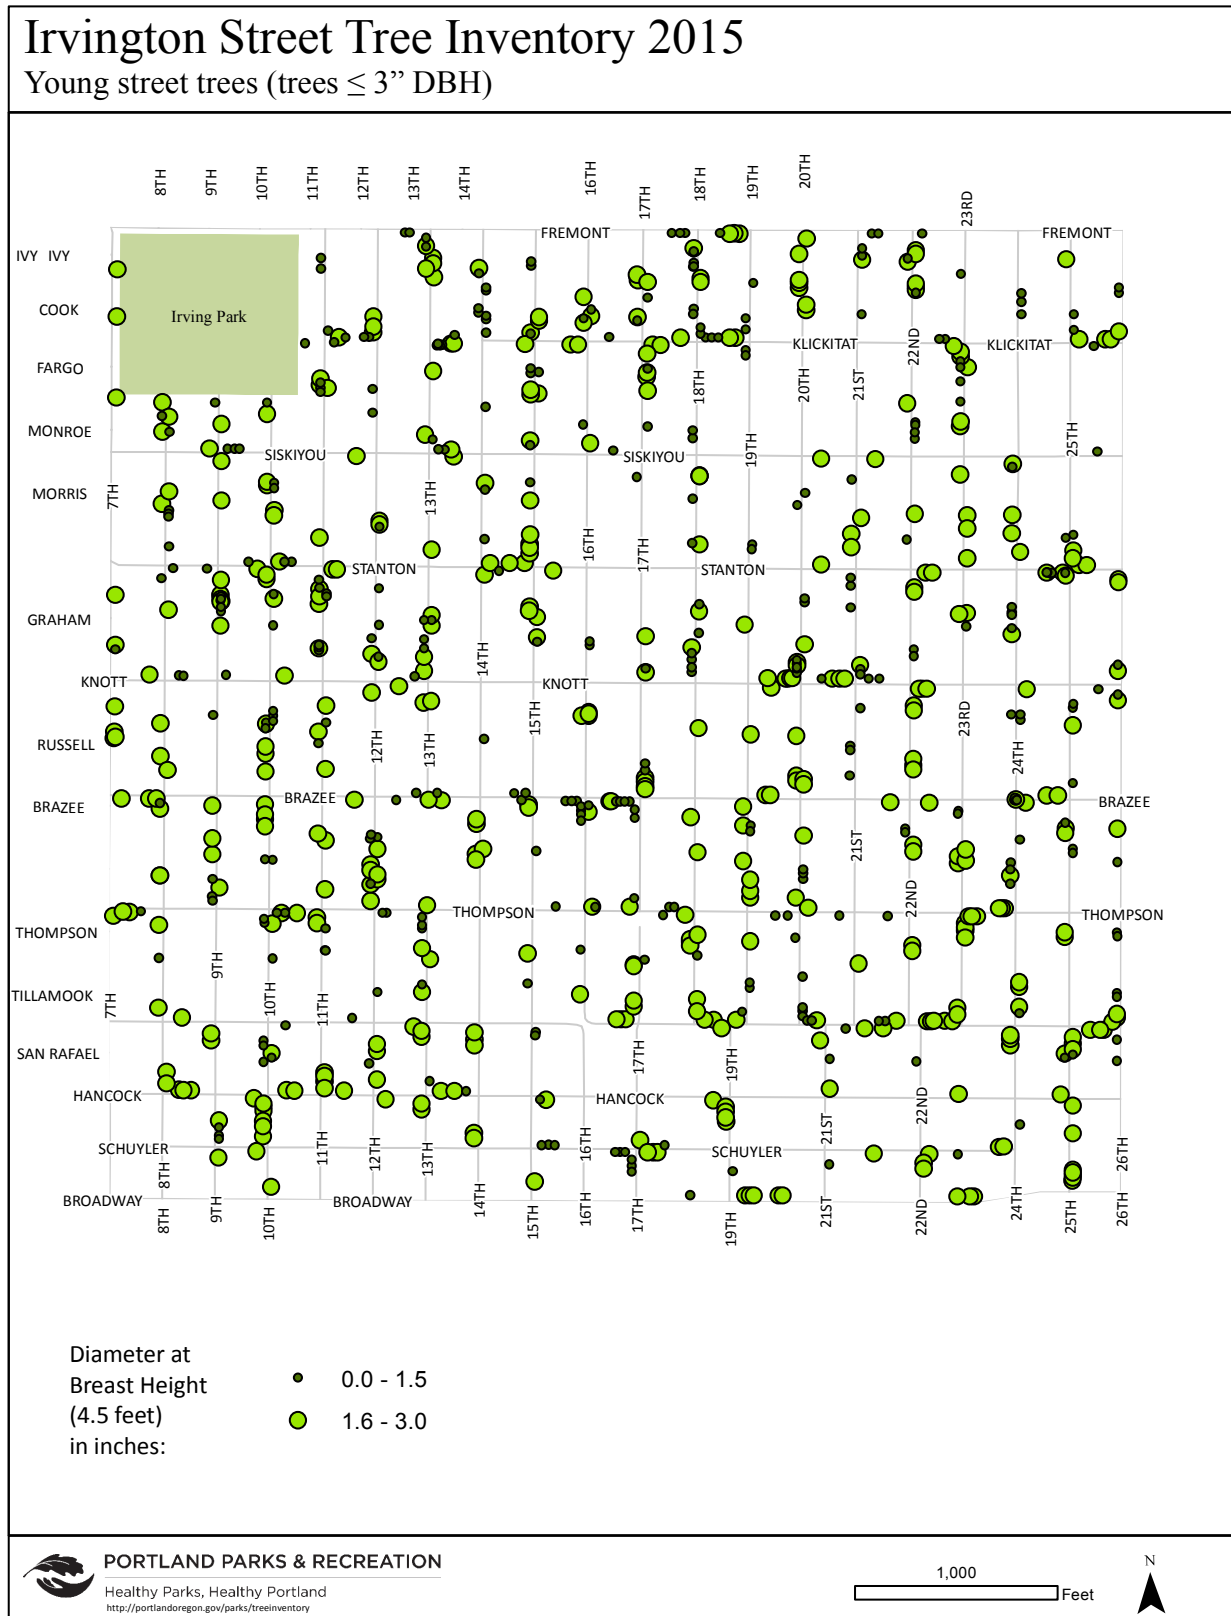 Irvington Street Tree Inventory 2015
Young street trees (trees ≤ 3” DBH)
8TH
9TH
10TH
11TH
12TH
13TH
14TH
16TH
17TH
18TH
19TH
20TH
23RD
FREMONT
FREMONT
IVY IVY
COOK
Irving Park
KLICKITAT
22ND
KLICKITAT
FARGO
18TH
20TH
21ST
MONROE
SISKIYOU
SISKIYOU
19TH
25TH
MORRIS
7TH
13TH
16TH
17TH
STANTON
STANTON
GRAHAM
14TH
KNOTT
KNOTT
15TH
23RD
RUSSELL
12TH
13TH
24TH
BRAZEE
BRAZEE
BRAZEE
21ST
22ND
THOMPSON
THOMPSON
THOMPSON
9TH
TILLAMOOK
7TH
10TH
11TH
SAN RAFAEL
17TH
19TH
HANCOCK
HANCOCK
22ND
21ST
SCHUYLER
SCHUYLER
8TH
11TH
12TH
13TH
16TH
26TH
BROADWAY
BROADWAY
8TH
9TH
10TH
14TH
15TH
16TH
17TH
19TH
21ST
22ND
24TH
25TH
26TH
Diameter at
Breast Height
(4.5 feet)
in inches:
0.0 - 1.5
1.6 - 3.0
PORTLAND PARKS & RECREATION
Healthy Parks, Healthy Portland
http://portlandoregon.gov/parks/treeinventory
1,000
Feet
N